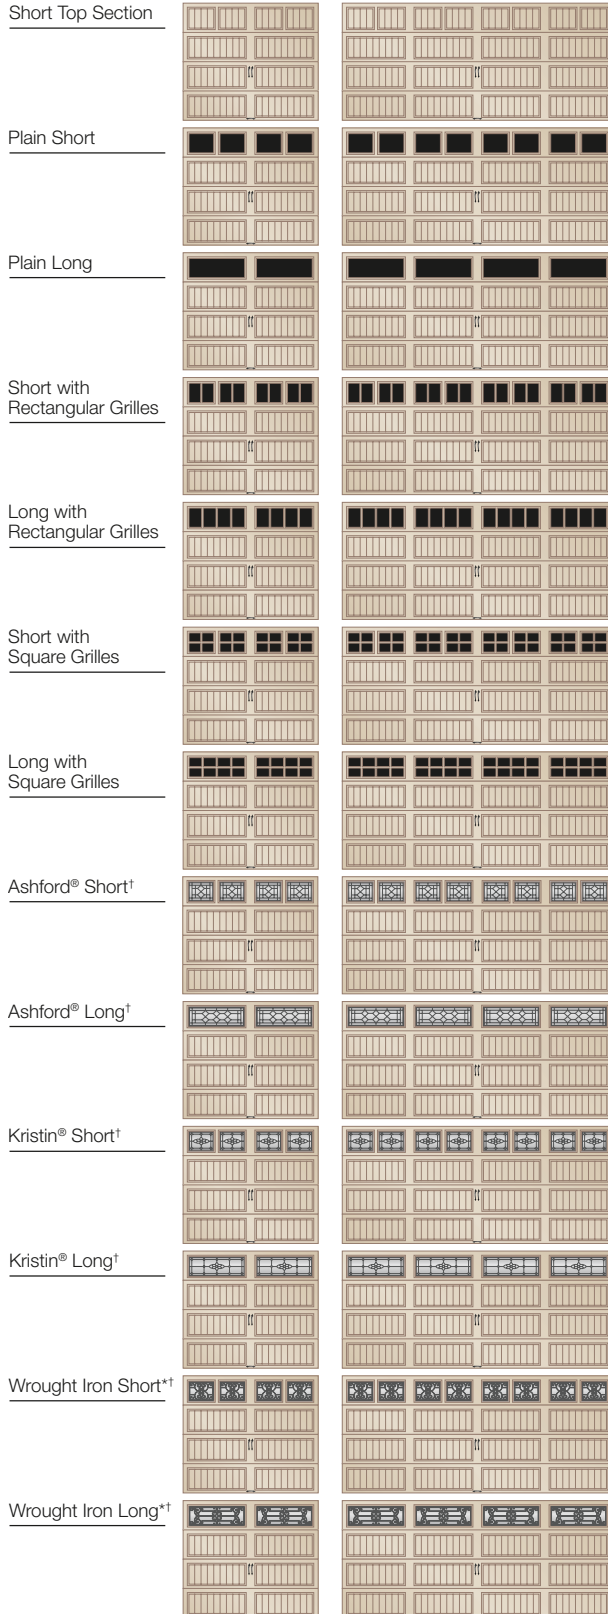 Short Top Section
Plain Short
Plain Long
Short with
Rectangular Grilles
Long with
Rectangular Grilles
Short with
Square Grilles
Long with
Square Grilles
Ashford® Short†
Ashford® Long†
Kristin® Short†
Kristin® Long†
Wrought Iron Short*†
Wrought Iron Long*†